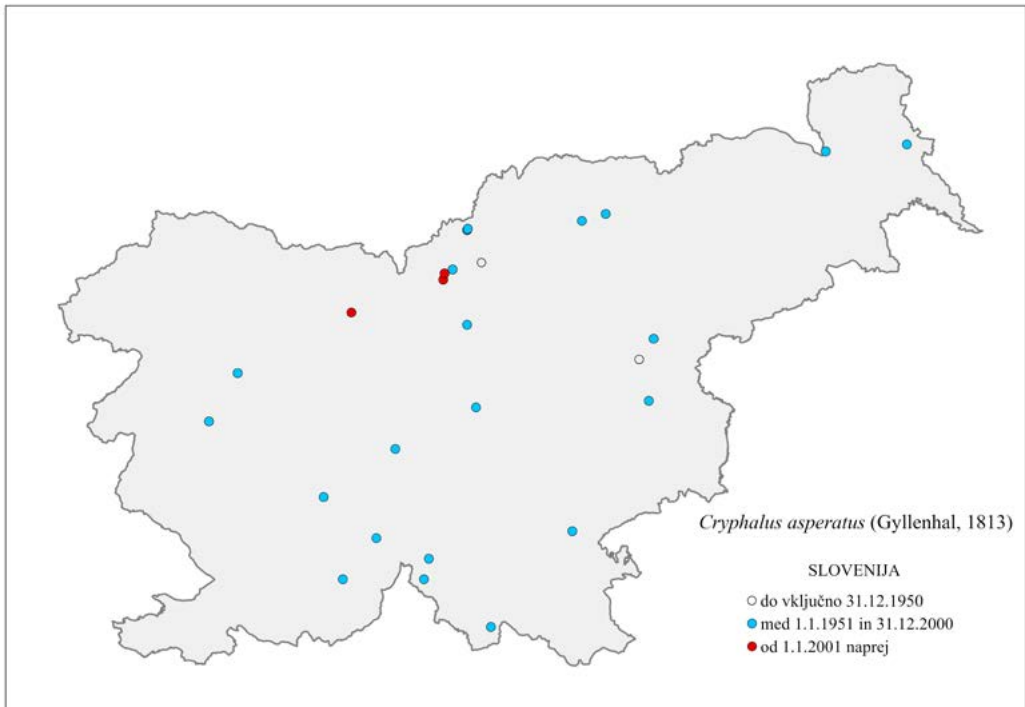 Cryphalus asperatus (Gyllenhal, 1813)
SLOVENIJA
do vključno 31.12.1950
med 1.1.1951 in 31.12.2000
od 1.1.2001 naprej